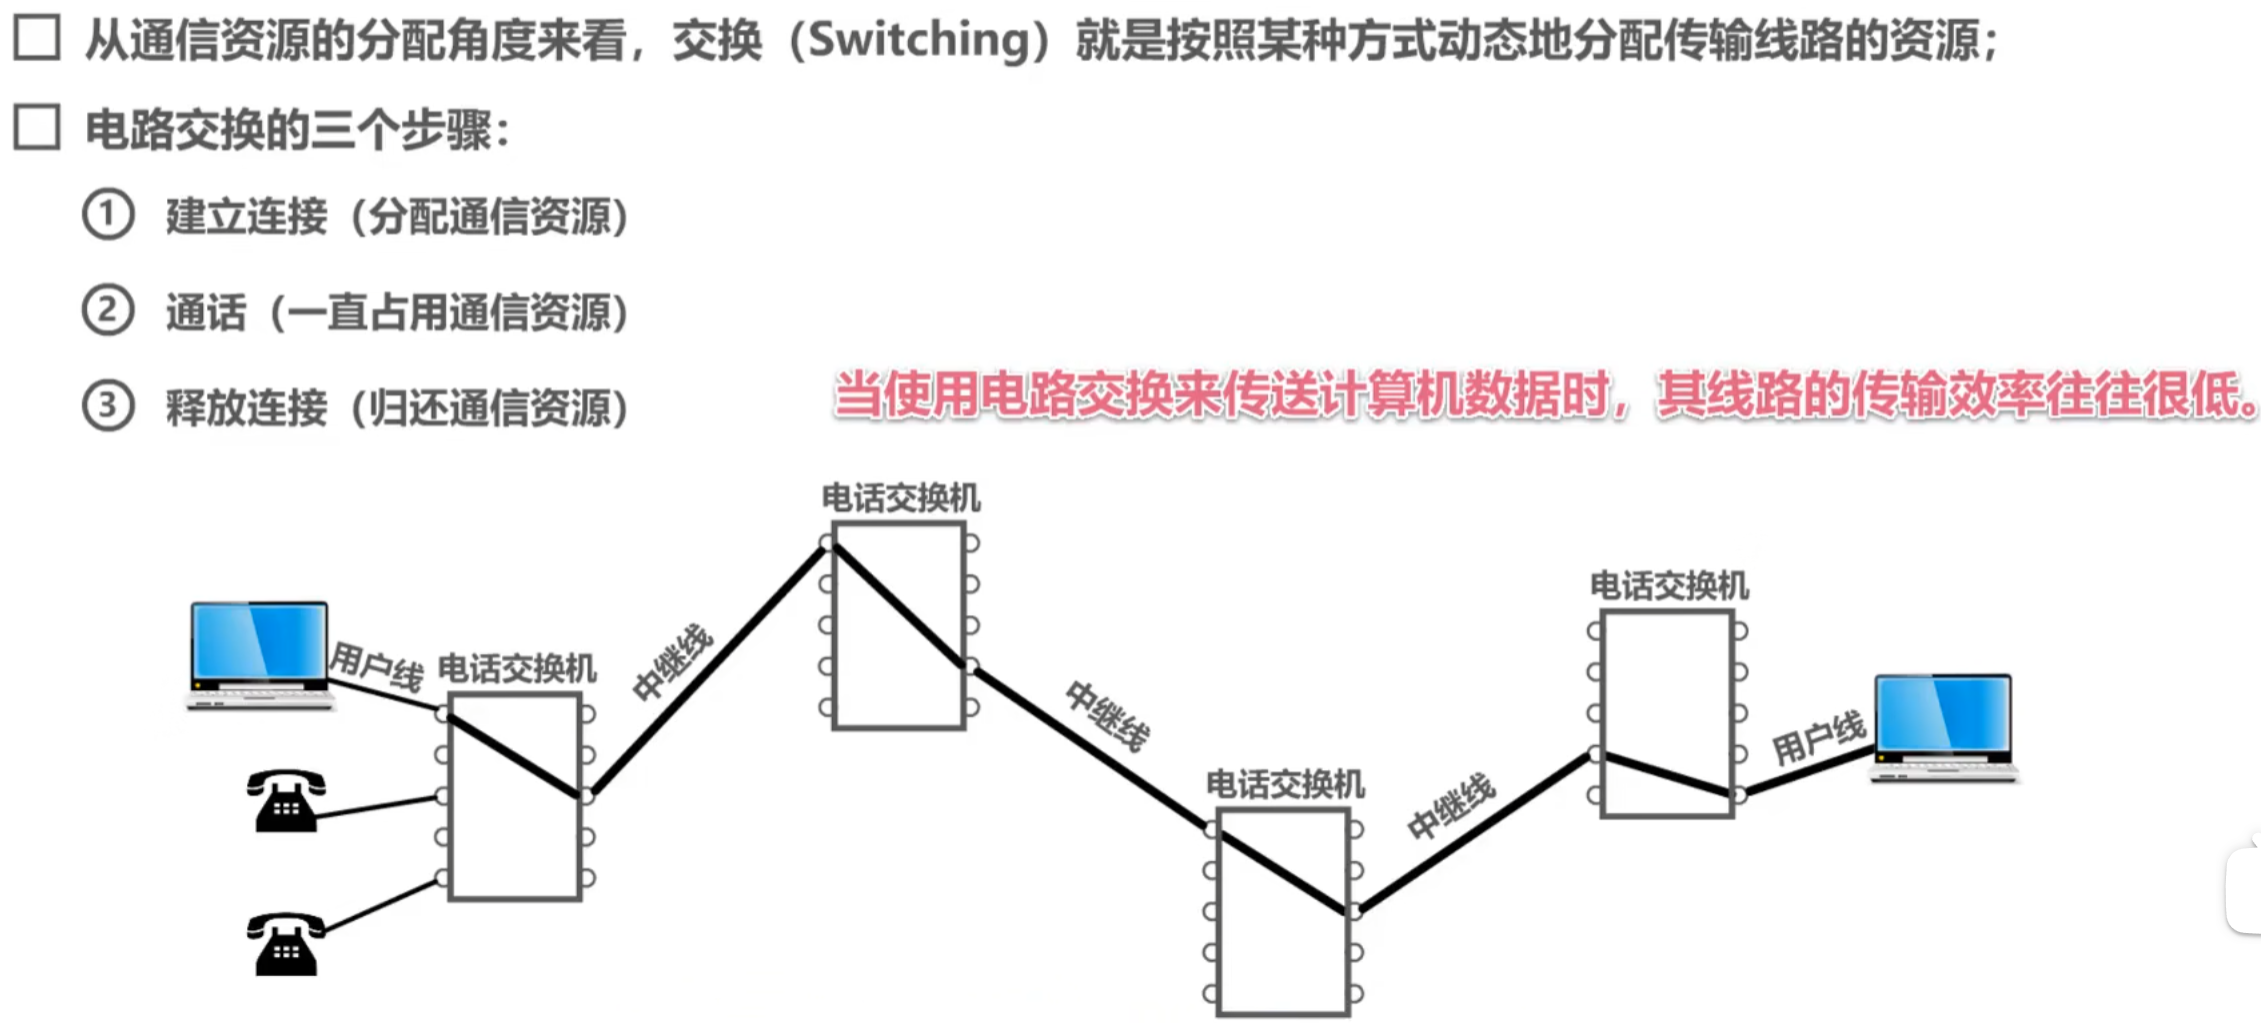 从通信资源的分配角度来看，交换（Switching）就是按照某种方式动态地分配传输线路的资源；
电路交换的三个步骤：
① 建立连接（分配通信资源）
② 通话（一直占用通信资源）
③ 释放连接（归还通信资源）
当使用电路交换来传送计算机数据时，其线路的传输效率往往很低。
电话交换机
电话交换机
用户线
电话交换机
中继线
中继线
用户线
电话交换机
中继线